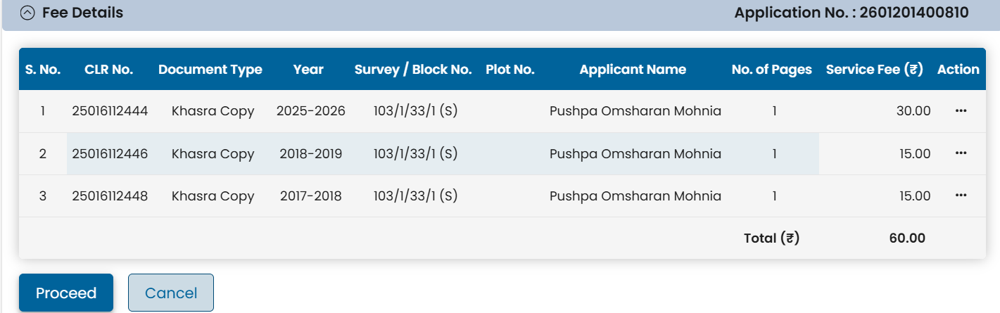 Fee Details Application No. : 2601201400810
S. No. CLR No. Document Type Year Survey / Block No. Plot No. Applicant Name No. of Pages Service Fee (₹) Action
1 25016112444 Khasra Copy 2025-2026 103/1/33/1 (S) Pushpa Omsharan Mohnia 1 30.00 ...
2 25016112446 Khasra Copy 2018-2019 103/1/33/1 (S) Pushpa Omsharan Mohnia 1 15.00 ...
3 25016112448 Khasra Copy 2017-2018 103/1/33/1 (S) Pushpa Omsharan Mohnia 1 15.00 ...
Total (₹) 60.00
Proceed Cancel